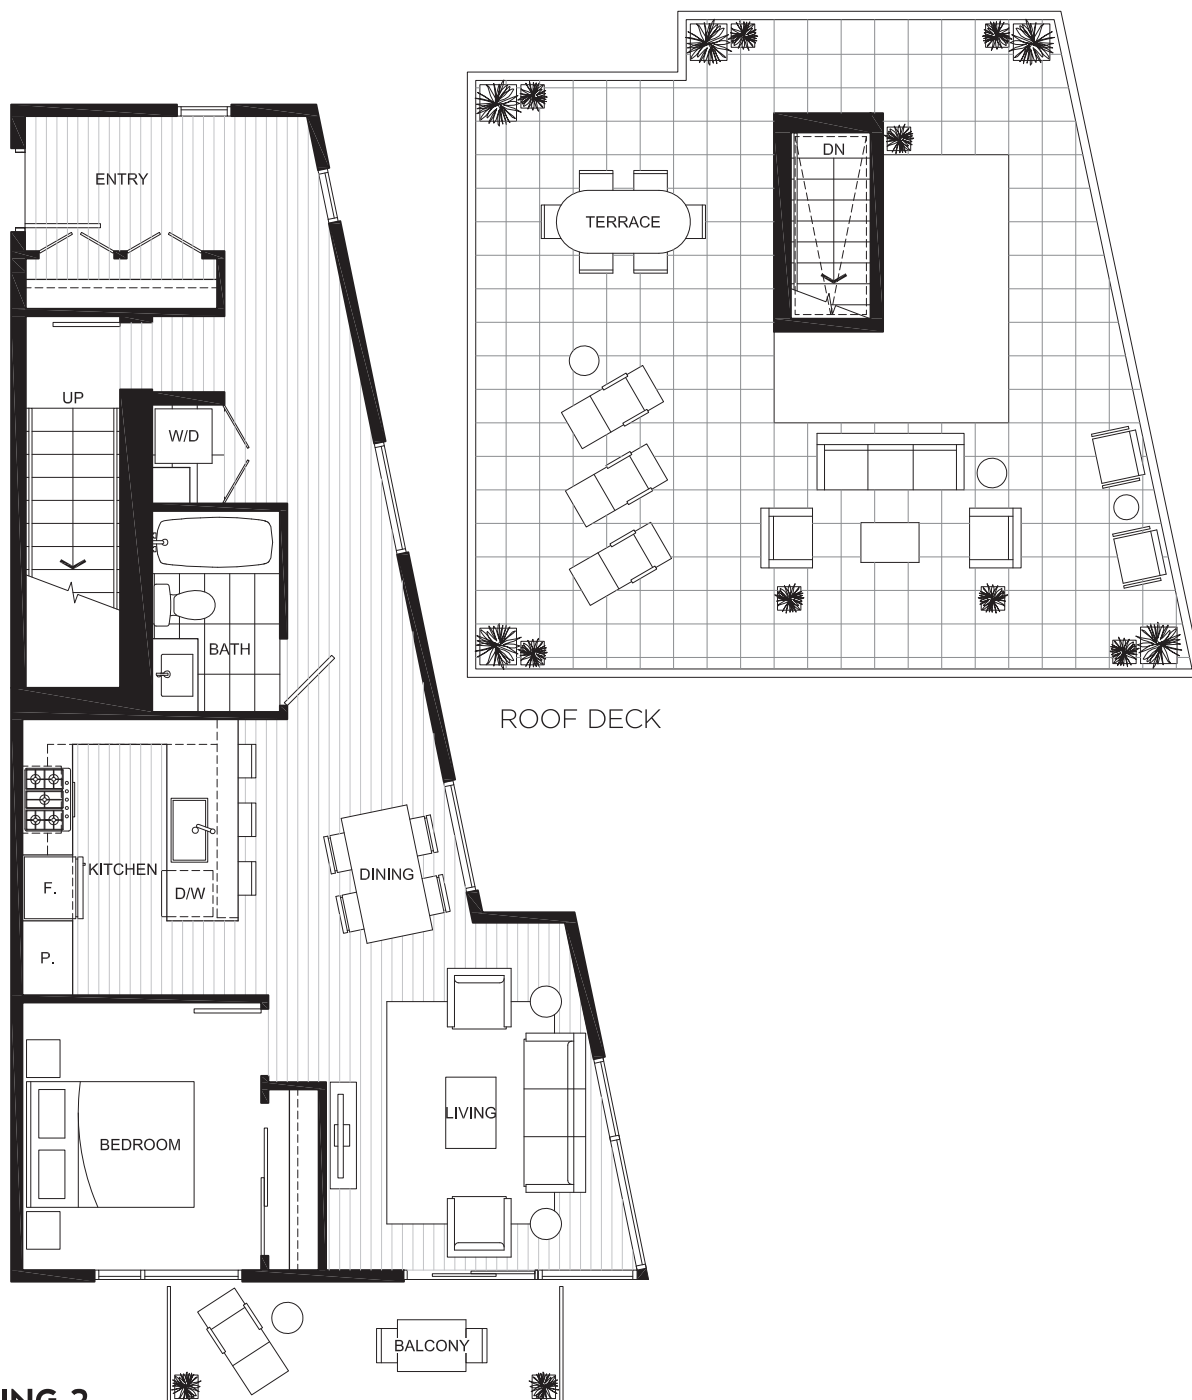 ENTRY
UP
W/D
BATH
KITCHEN
F.
D/W
P.
DINING
BEDROOM
LIVING
BALCONY
DN
TERRACE
ROOF DECK